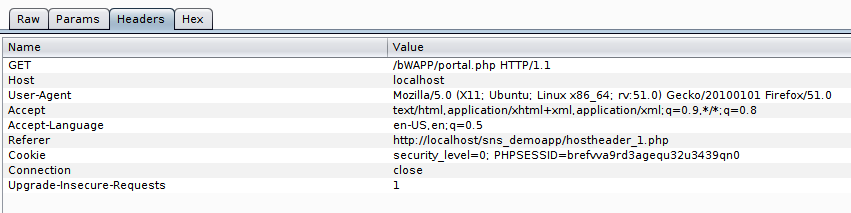 Raw Params Headers Hex
Name Value
GET /bWAPP/portal.php HTTP/1.1
Host localhost
User-Agent Mozilla/5.0 (X11; Ubuntu; Linux x86_64; rv:51.0) Gecko/20100101 Firefox/51.0
Accept text/html,application/xhtml+xml,application/xml;q=0.9,*/*;q=0.8
Accept-Language en-US,en;q=0.5
Referer http://localhost/sns_demoapp/hostheader_1.php
Cookie security_level=0; PHPSESSID=brefvva9rd3agequ32u3439qn0
Connection close
Upgrade-Insecure-Requests 1